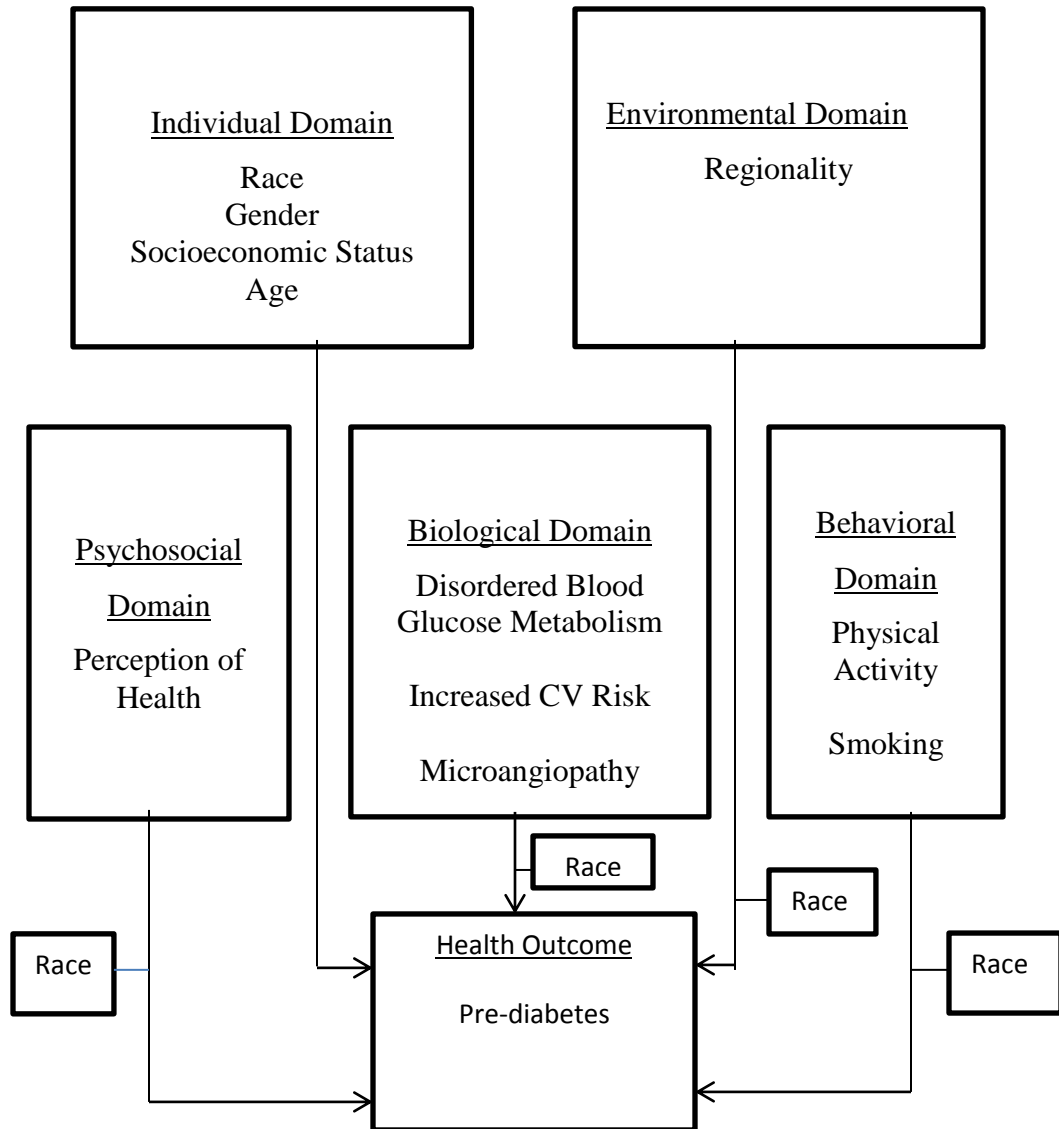 Individual Domain
Race
Gender
Socioeconomic Status
Age
Environmental Domain
Regionality
Psychosocial
Domain
Perception of
Health
Biological Domain
Disordered Blood
Glucose Metabolism
Increased CV Risk
Microangiopathy
Behavioral
Domain
Physical
Activity
Smoking
Race
Race
Race
Race
Health Outcome
Pre-diabetes